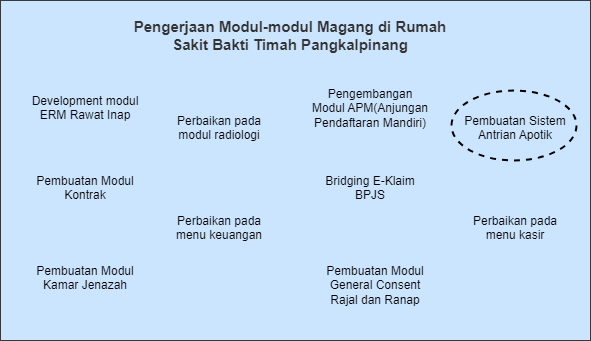 Pengerjaan Modul-modul Magang di Rumah
Sakit Bakti Timah Pangkalpinang
Development modul
ERM Rawat Inap
Perbaikan pada
modul radiologi
Pengembangan
Modul APM(Anjungan
Pendaftaran Mandiri)
Pembuatan Sistem
Antrian Apotik
Pembuatan Modul
Kontrak
Perbaikan pada
menu keuangan
Bridging E-Klaim
BPJS
Perbaikan pada
menu kasir
Pembuatan Modul
Kamar Jenazah
Pembuatan Modul
General Consent
Rajal dan Ranap